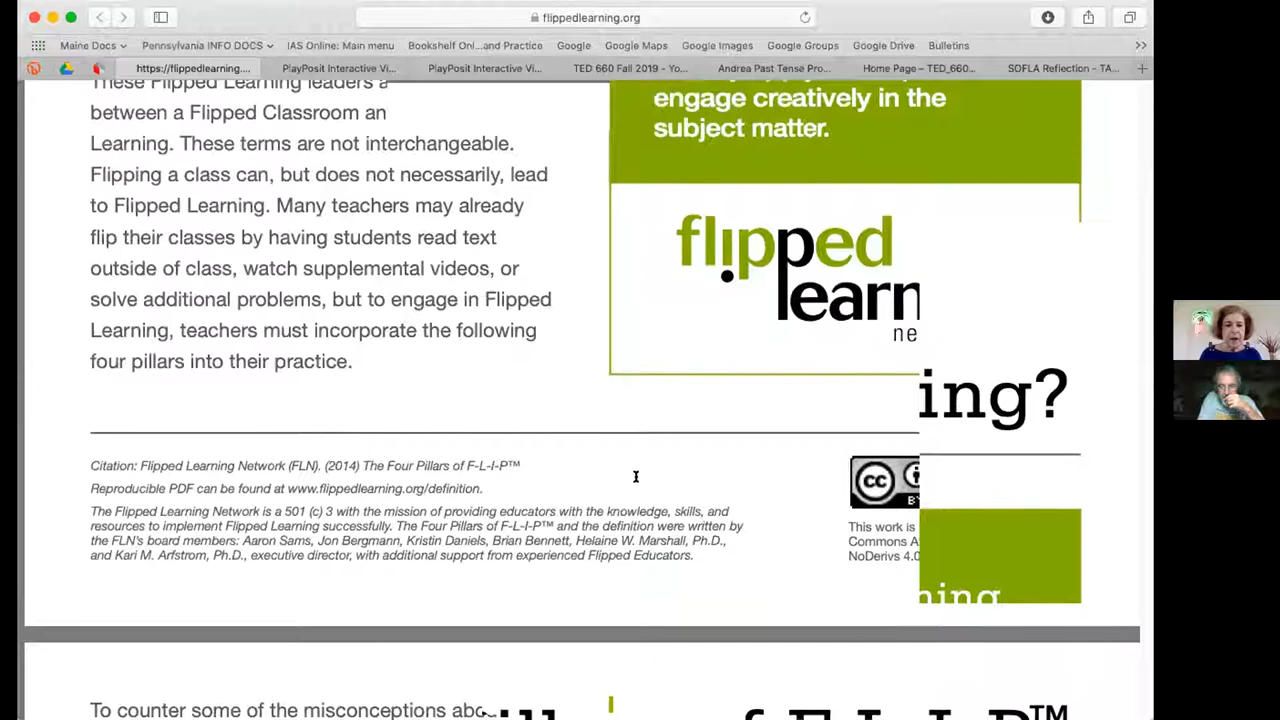 flippedlearning.org
Maine Docs
Pennsylvania INFO DOCS
IAS Online: Main menu
Bookshelf Onl...and Practice
Google
Google Maps
Google Images
Google Groups
Google Drive
Bulletins
https://flippedlearning....
PlayPosit Interactive Vi...
PlayPosit Interactive Vi...
TED 660 Fall 2019 - Yo...
Andrea Past Tense Pro...
Home Page – TED_660...
SOFLA Reflection - TA...
These Flipped Learning leaders
between a Flipped Classroom an
Learning. These terms are not interchangeable.
Flipping a class can, but does not necessarily, lead
to Flipped Learning. Many teachers may already
flip their classes by having students read text
outside of class, watch supplemental videos, or
solve additional problems, but to engage in Flipped
Learning, teachers must incorporate the following
four pillars into their practice.
engage creatively in the
subject matter.
flipped
learn
ne
ing?
Citation: Flipped Learning Network (FLN). (2014) The Four Pillars of F-L-I-P™
Reproducible PDF can be found at www.flippedlearning.org/definition.
The Flipped Learning Network is a 501 (c) 3 with the mission of providing educators with the knowledge, skills, and
resources to implement Flipped Learning successfully. The Four Pillars of F-L-I-P™ and the definition were written by
the FLN's board members: Aaron Sams, Jon Bergmann, Kristin Daniels, Brian Bennett, Helaine W. Marshall, Ph.D.,
and Kari M. Arfstrom, Ph.D., executive director, with additional support from experienced Flipped Educators.
cc
BY
This work is
Commons A
NoDerivs 4.0
ning
To counter some of the misconceptions abo
F-L-I-P™